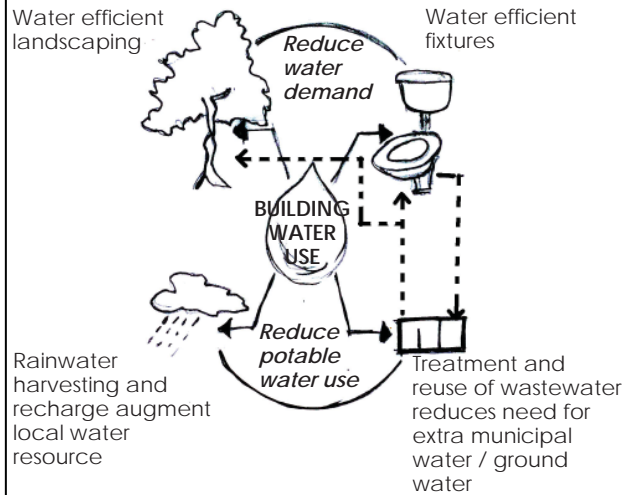 Water efficient
landscaping
Water efficient
fixtures
Reduce
water
demand
BUILDING
WATER
USE
Reduce
potable
water use
Rainwater
harvesting and
recharge augment
local water
resource
Treatment and
reuse of wastewater
reduces need for
extra municipal
water / ground
water